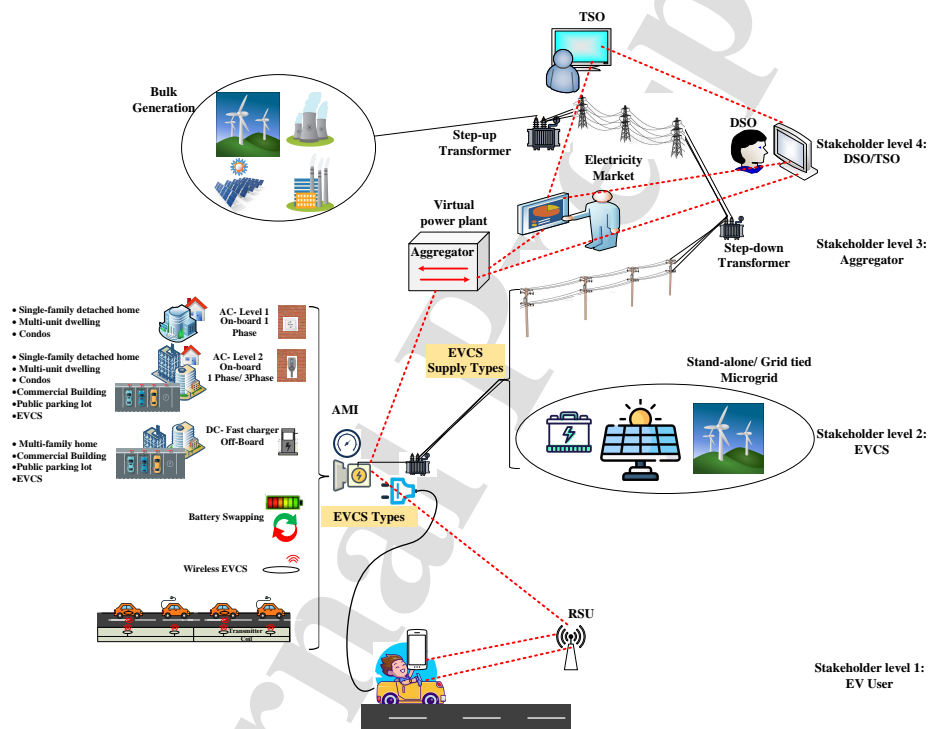 TSO
Bulk
Generation
Step-up
Transformer
DSO
Stakeholder level 4:
DSO/TSO
Electricity
Market
Virtual
power plant
Aggregator
Step-down
Transformer
Stakeholder level 3:
Aggregator
• Single-family detached home
• Multi-unit dwelling
• Condos
AC- Level 1
On-board 1
Phase
• Single-family detached home
• Multi-unit dwelling
• Condos
• Commercial Building
• Public parking lot
• EVCS
AC- Level 2
On-board
1 Phase/ 3Phase
EVCS
Supply Types
Stand-alone/ Grid tied
Microgrid
Stakeholder level 2:
EVCS
AMI
DC- Fast charger
Off-Board
• Multi-family home
• Commercial Building
• Public parking lot
• EVCS
EVCS Types
Battery Swapping
Wireless EVCS
Transmitter
Coil
RSU
Stakeholder level 1:
EV User